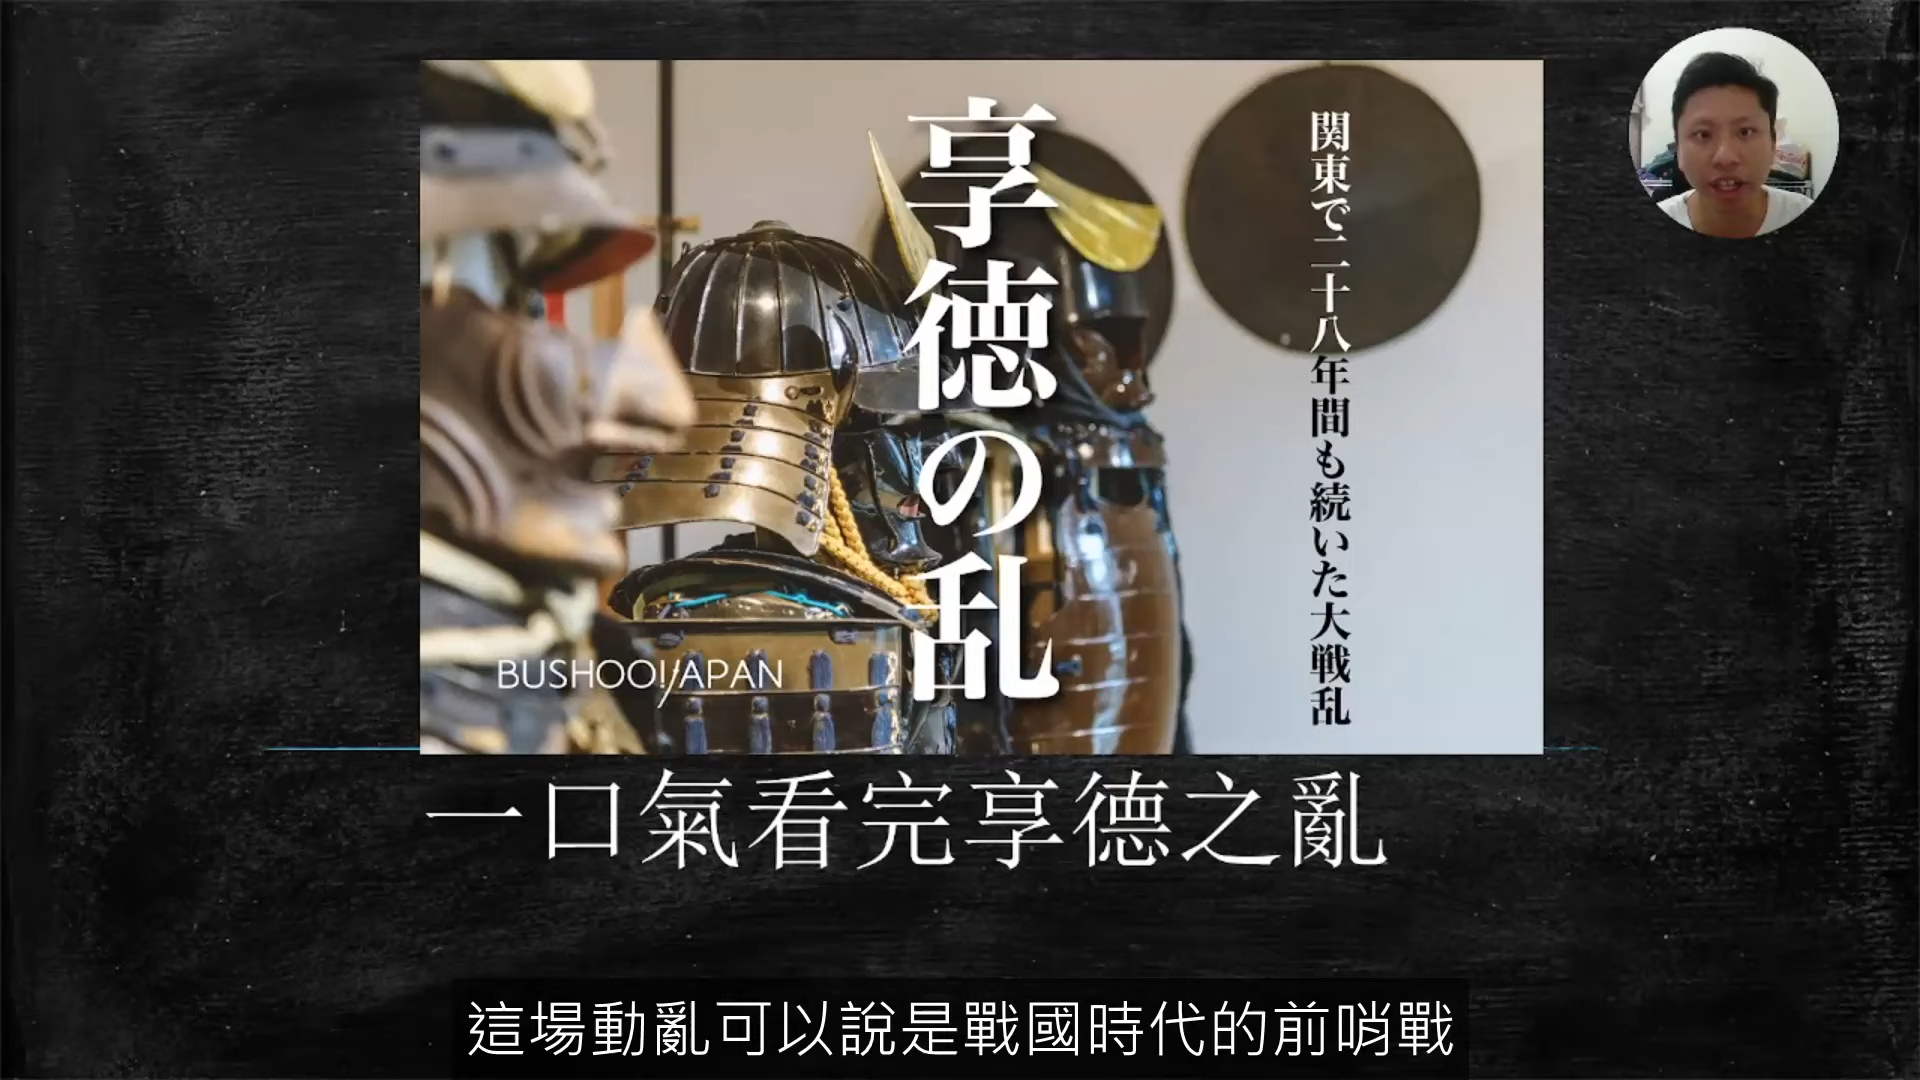 享徳の乱
関東で二十八年間も続いた大戦乱
BUSHOO!JAPAN
一口氣看完享德之亂
這場動亂可以說是戰國時代的前哨戰